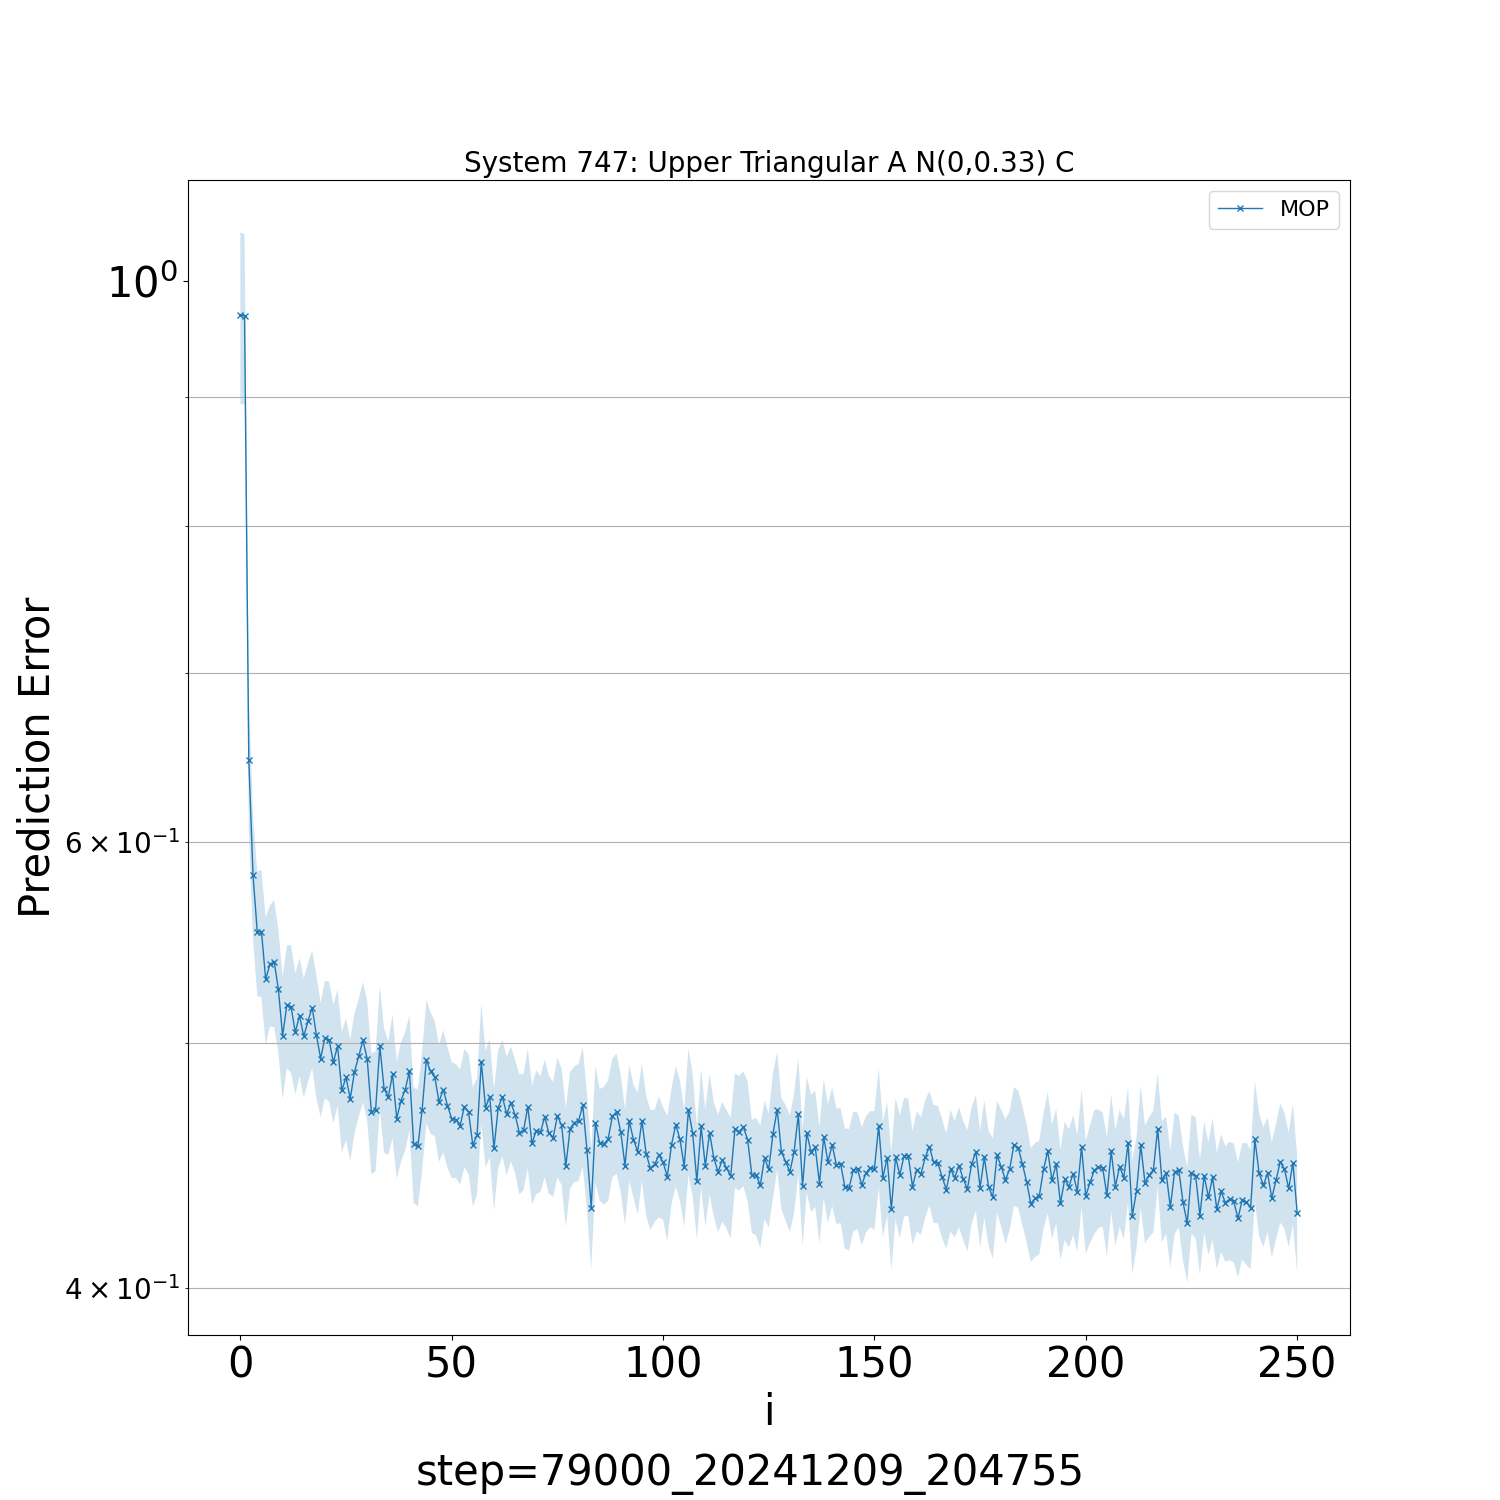 System 747: Upper Triangular A N(0,0.33) C
MOP
10⁰
6 × 10⁻¹
4 × 10⁻¹
Prediction Error
0 50 100 150 200 250
i
step=79000_20241209_204755